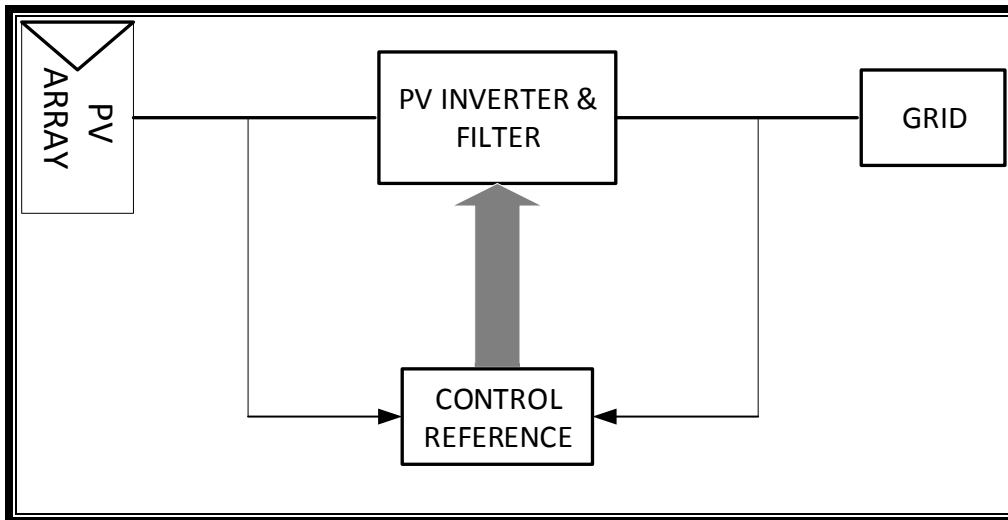 PV
ARRAY
PV INVERTER &
FILTER
GRID
CONTROL
REFERENCE